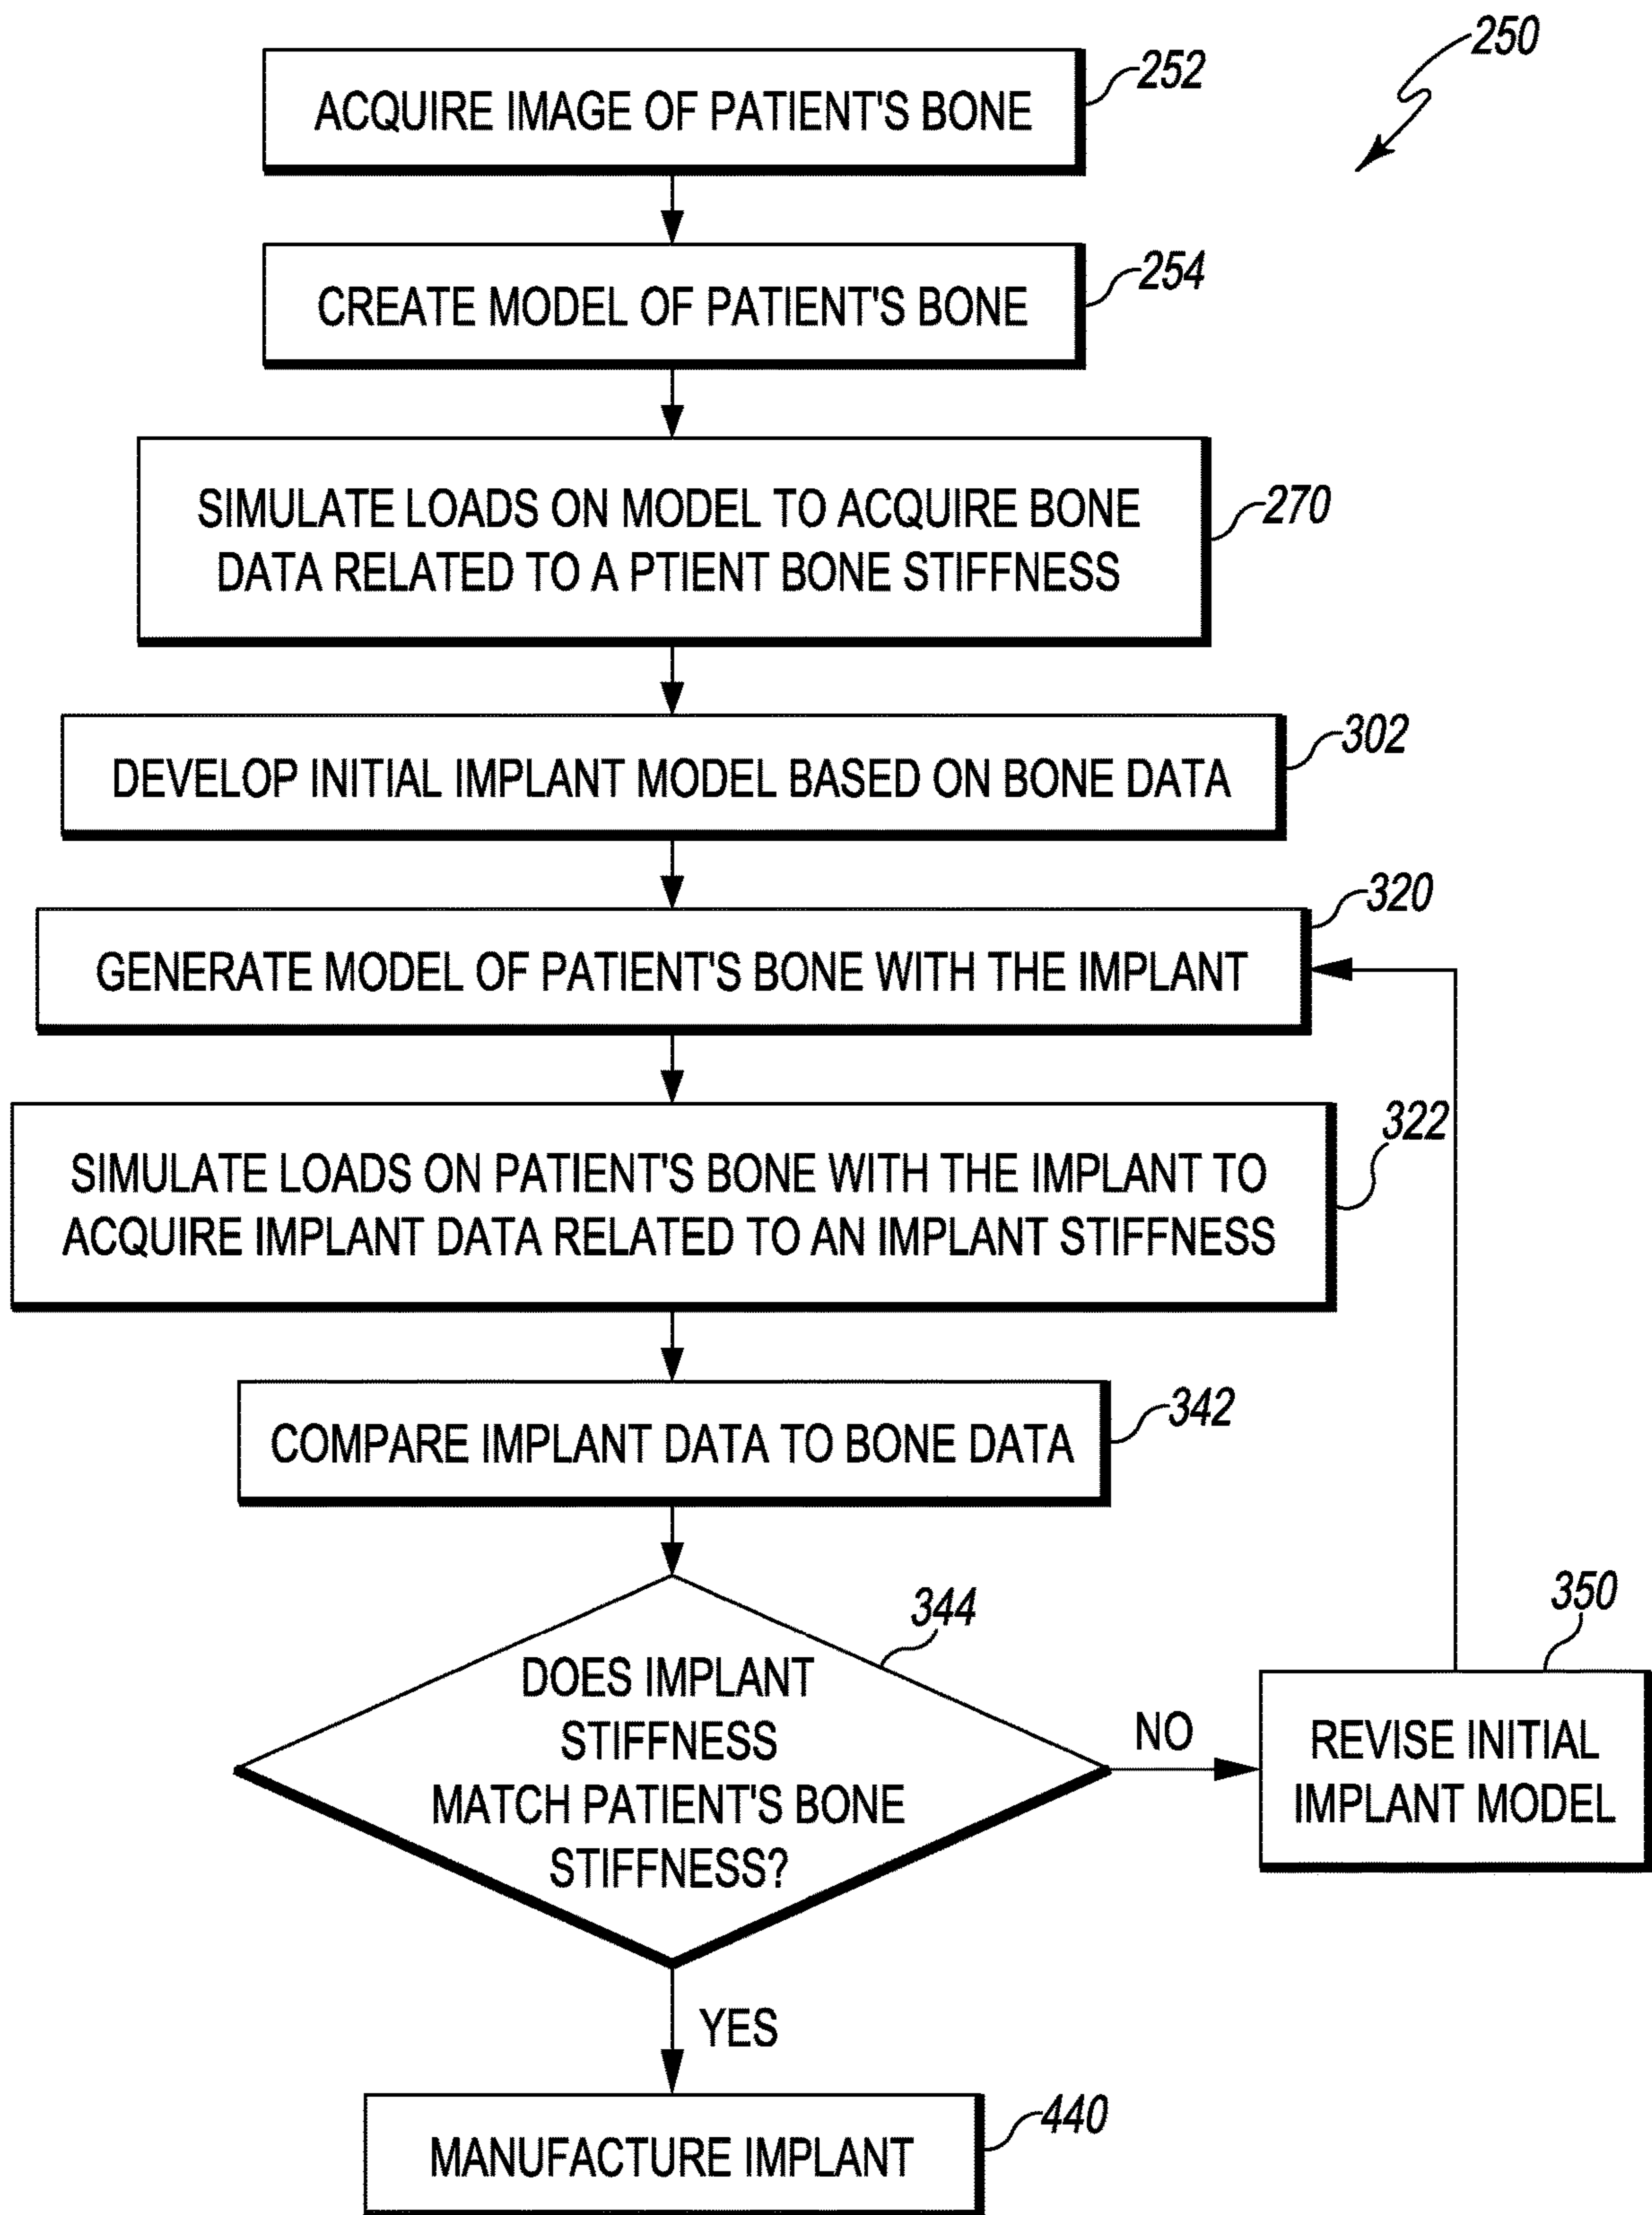 250
ACQUIRE IMAGE OF PATIENT'S BONE
252
CREATE MODEL OF PATIENT'S BONE
254
SIMULATE LOADS ON MODEL TO ACQUIRE BONE
DATA RELATED TO A PTIENT BONE STIFFNESS
270
DEVELOP INITIAL IMPLANT MODEL BASED ON BONE DATA
302
GENERATE MODEL OF PATIENT'S BONE WITH THE IMPLANT
320
SIMULATE LOADS ON PATIENT'S BONE WITH THE IMPLANT TO
ACQUIRE IMPLANT DATA RELATED TO AN IMPLANT STIFFNESS
322
COMPARE IMPLANT DATA TO BONE DATA
342
DOES IMPLANT
STIFFNESS
MATCH PATIENT'S BONE
STIFFNESS?
344
NO
REVISE INITIAL
IMPLANT MODEL
350
YES
MANUFACTURE IMPLANT
440